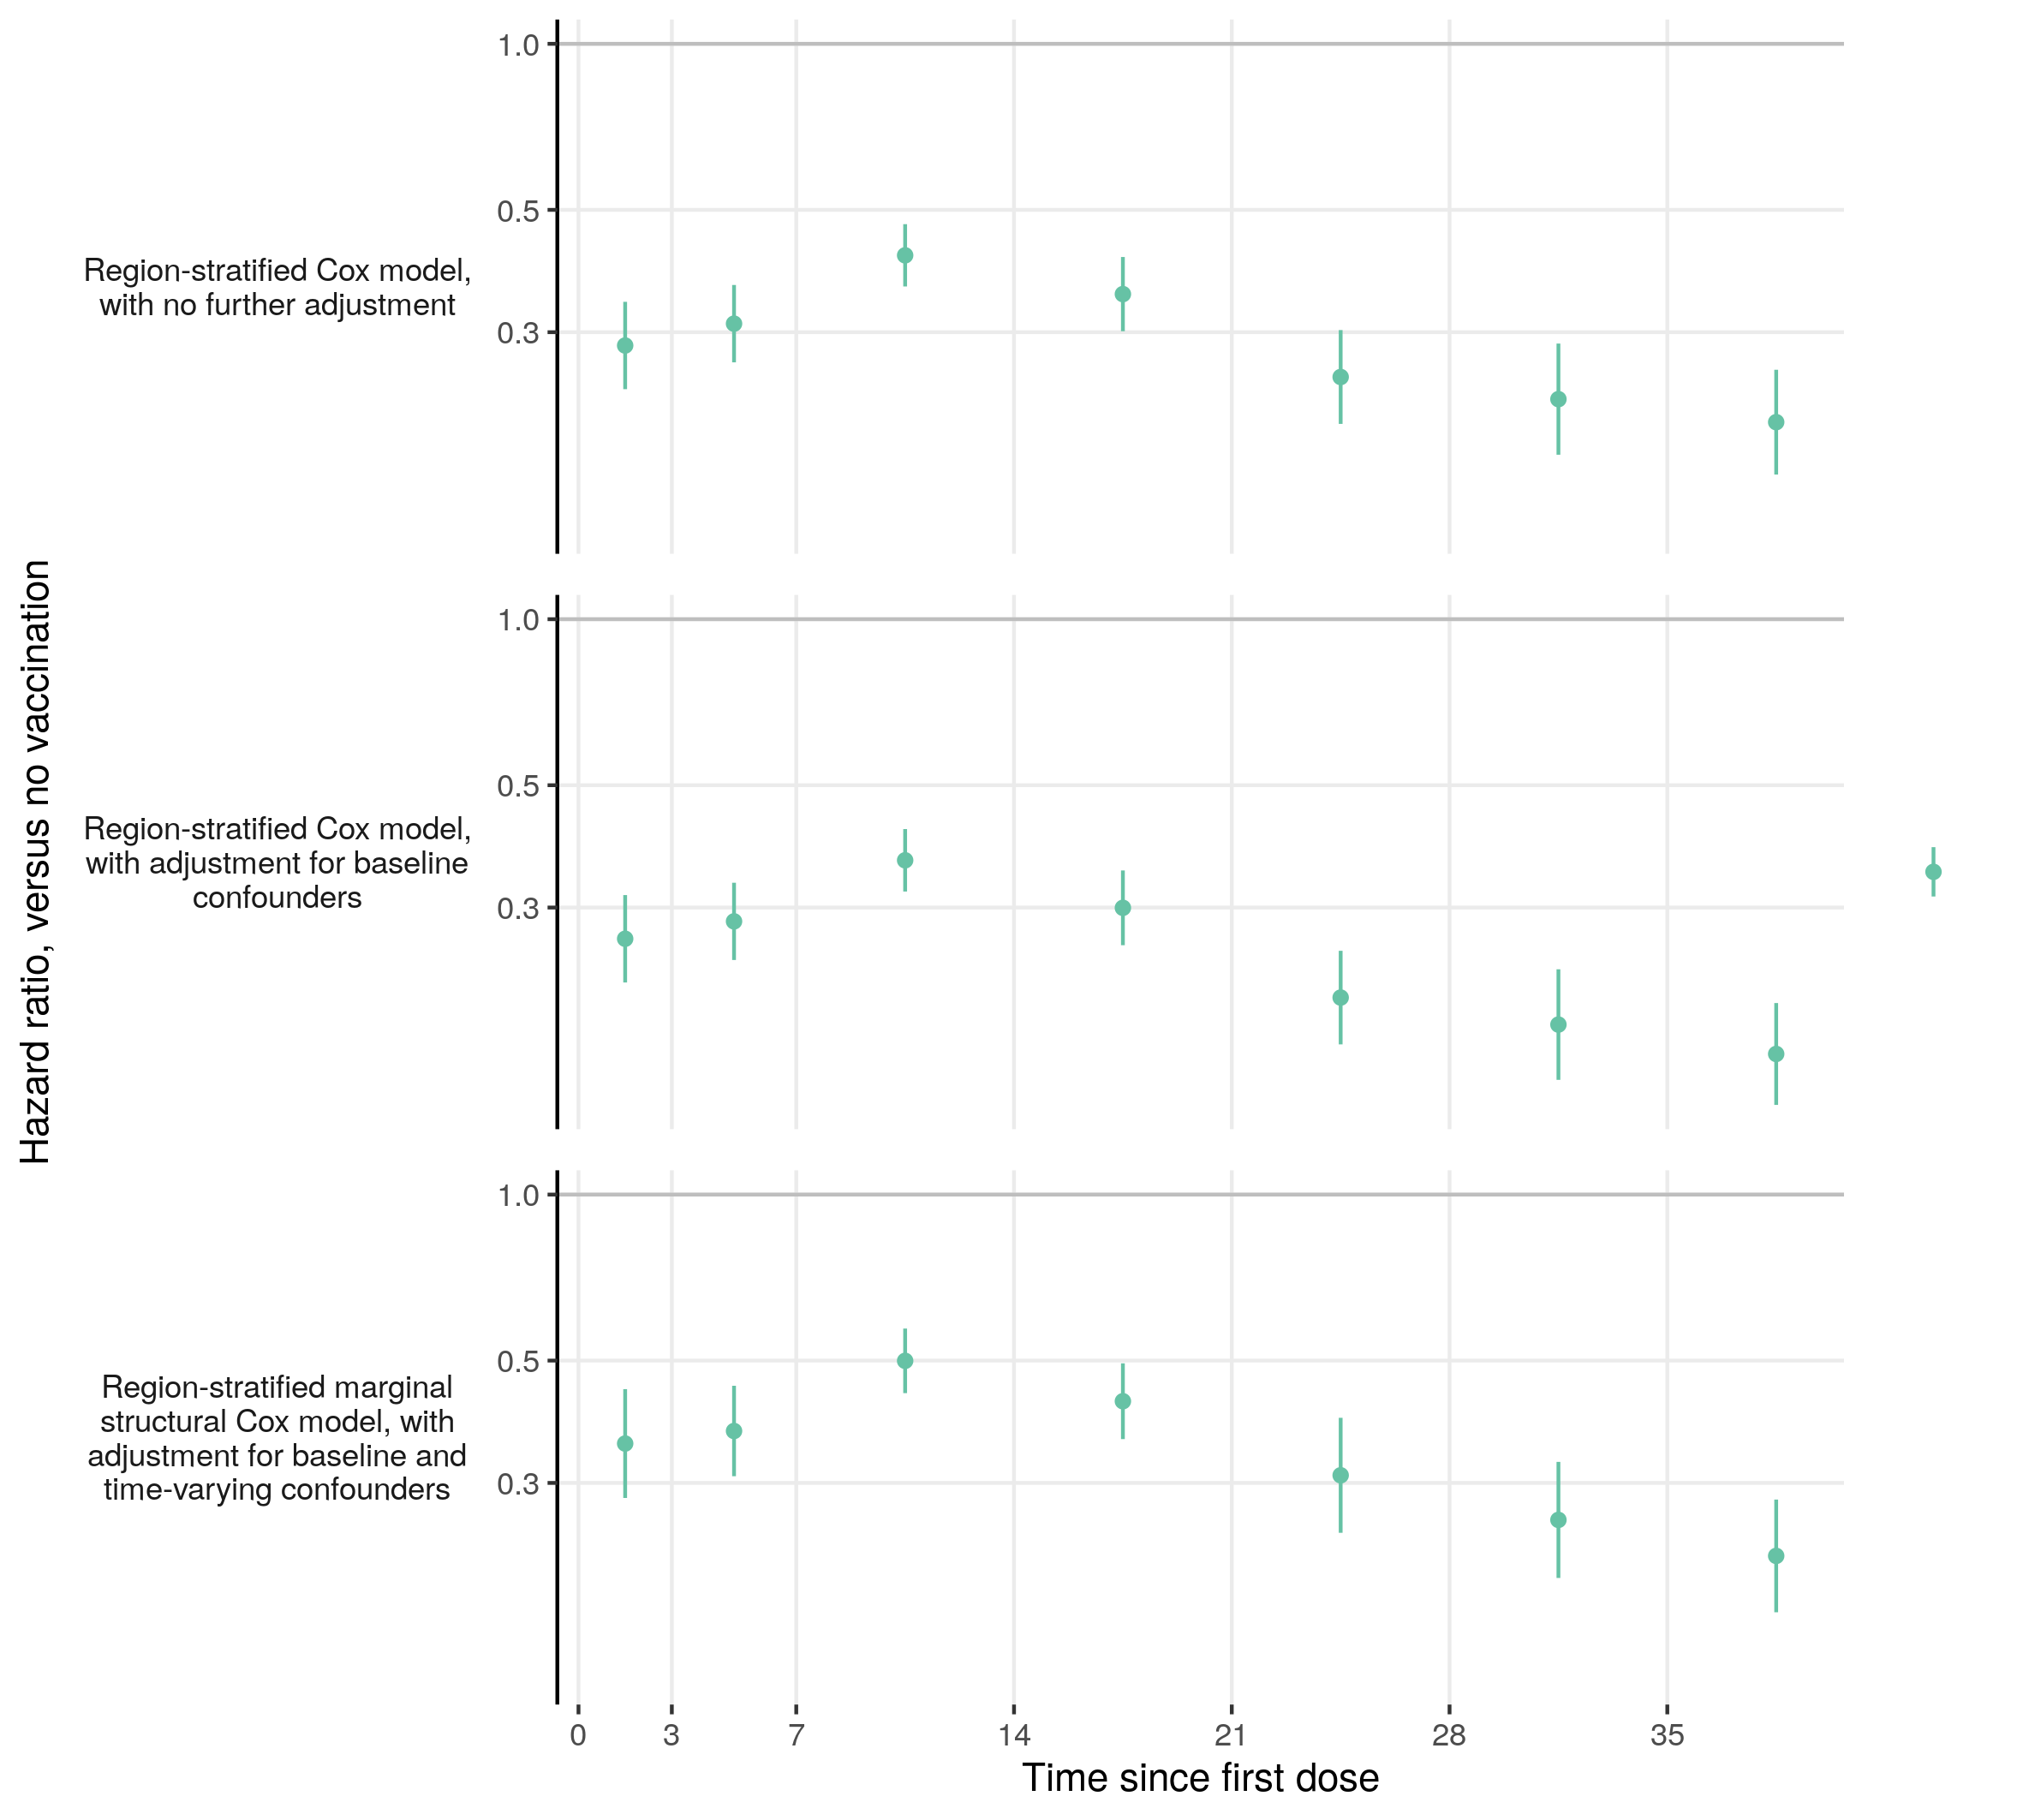 Hazard ratio, versus no vaccination
Region-stratified Cox model,
with no further adjustment
1.0
0.5
0.3
Region-stratified Cox model,
with adjustment for baseline
confounders
1.0
0.5
0.3
Region-stratified marginal
structural Cox model, with
adjustment for baseline and
time-varying confounders
1.0
0.5
0.3
0 3 7 14 21 28 35
Time since first dose